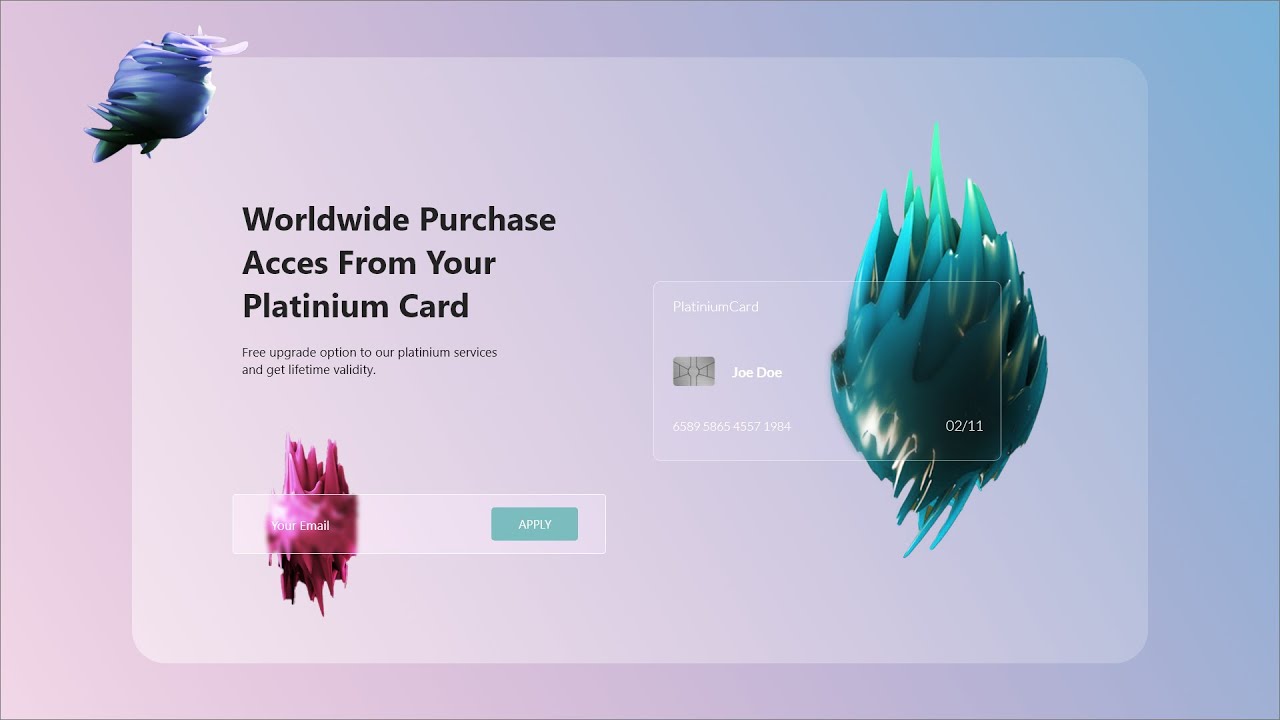 Worldwide Purchase
Acces From Your
Platinium Card
Free upgrade option to our platinium services
and get lifetime validity.
Your Email
APPLY
PlatiniumCard
Joe Doe
6589 5865 4557 1984
02/11